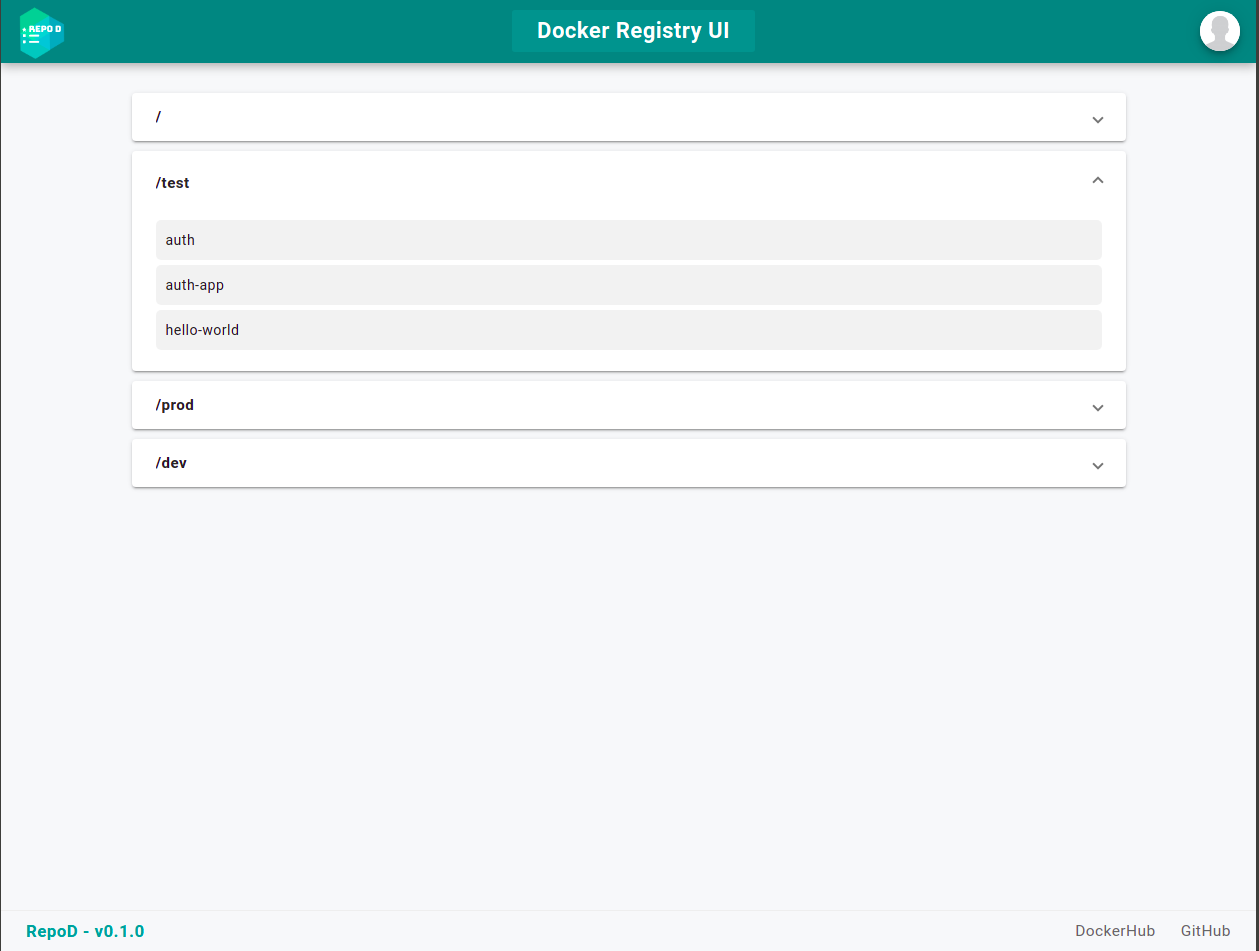 REPO D
Docker Registry UI
/
/test
auth
auth-app
hello-world
/prod
/dev
RepoD - v0.1.0
DockerHub GitHub